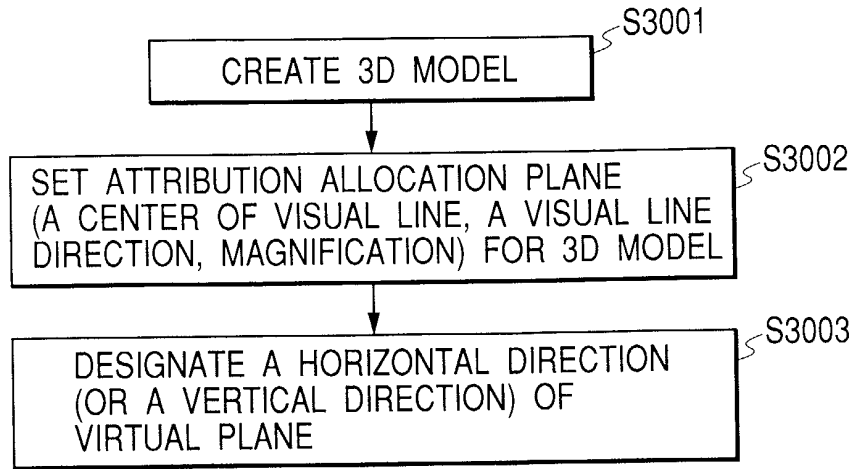 S3001
CREATE 3D MODEL
S3002
SET ATTRIBUTION ALLOCATION PLANE
(A CENTER OF VISUAL LINE, A VISUAL LINE
DIRECTION, MAGNIFICATION) FOR 3D MODEL
S3003
DESIGNATE A HORIZONTAL DIRECTION
(OR A VERTICAL DIRECTION) OF
VIRTUAL PLANE